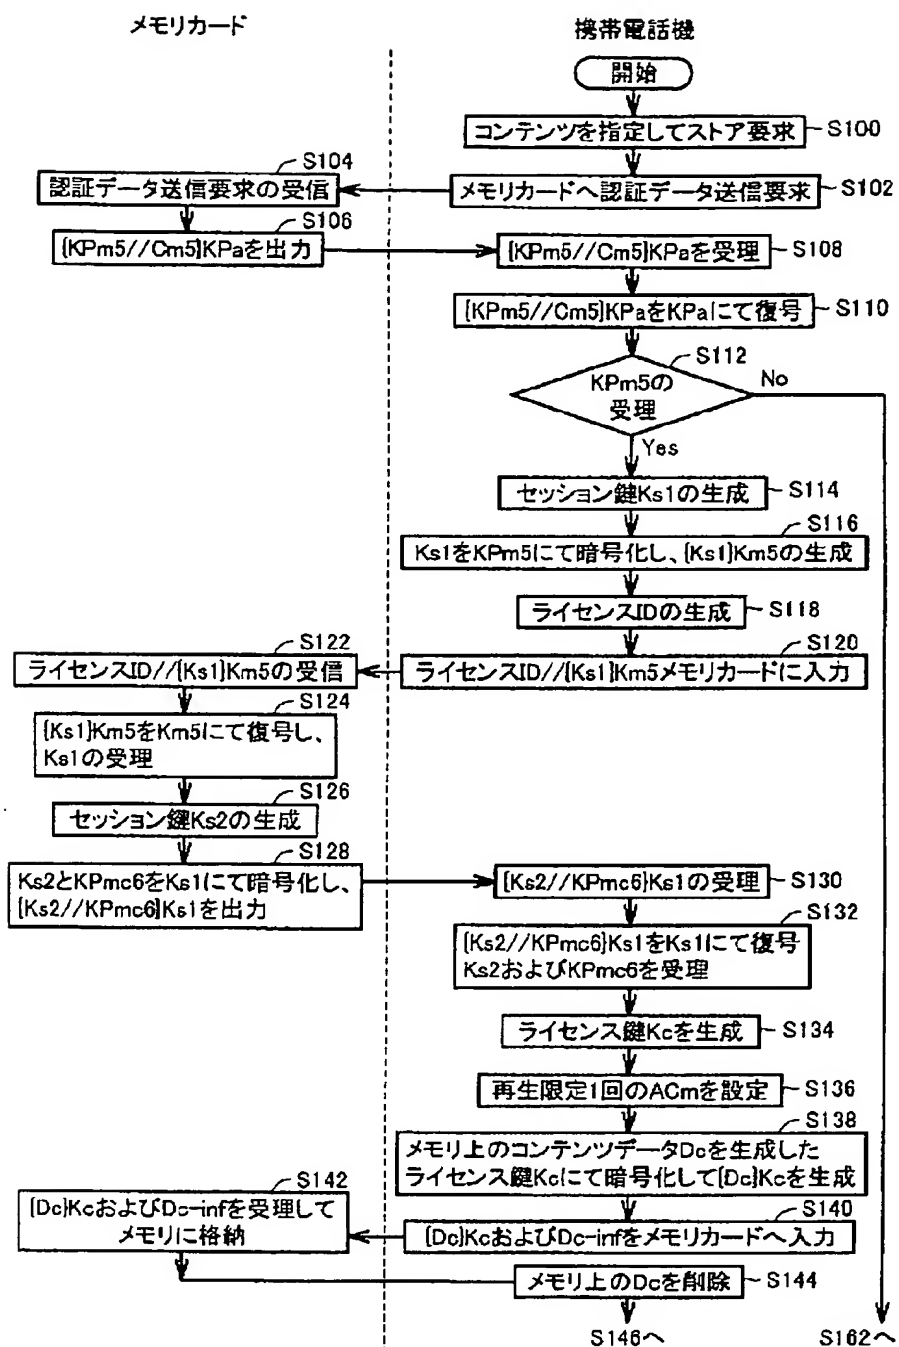 メモリカード
携帯電話機
開始
コンテンツを指定してストア要求
S100
S104
認証データ送信要求の受信
メモリカードへ認証データ送信要求
S102
S106
{KPm5//Cm5}KPaを出力
{KPm5//Cm5}KPaを受理
S108
{KPm5//Cm5}KPaをKPaにて復号
S110
S112
KPm5の
受理
No
Yes
セッション鍵Ks1の生成
S114
S116
Ks1をKPm5にて暗号化し、{Ks1}Km5の生成
ライセンスIDの生成
S118
S122
S120
ライセンスID//{Ks1}Km5の受信
ライセンスID//{Ks1}Km5メモリカードに入力
S124
{Ks1}Km5をKm5にて復号し、
Ks1の受理
S126
セッション鍵Ks2の生成
S128
Ks2とKPmc6をKs1にて暗号化し、
{Ks2//KPmc6}Ks1を出力
{Ks2//KPmc6}Ks1の受理
S130
S132
{Ks2//KPmc6}Ks1をKs1にて復号
Ks2およびKPmc6を受理
ライセンス鍵Kcを生成
S134
再生限定1回のACmを設定
S136
S138
メモリ上のコンテンツデータDcを生成した
ライセンス鍵Kcにて暗号化して{Dc}Kcを生成
S142
{Dc}KcおよびDc-infを受理して
メモリに格納
S140
{Dc}KcおよびDc-infをメモリカードへ入力
メモリ上のDcを削除
S144
S146へ
S162へ